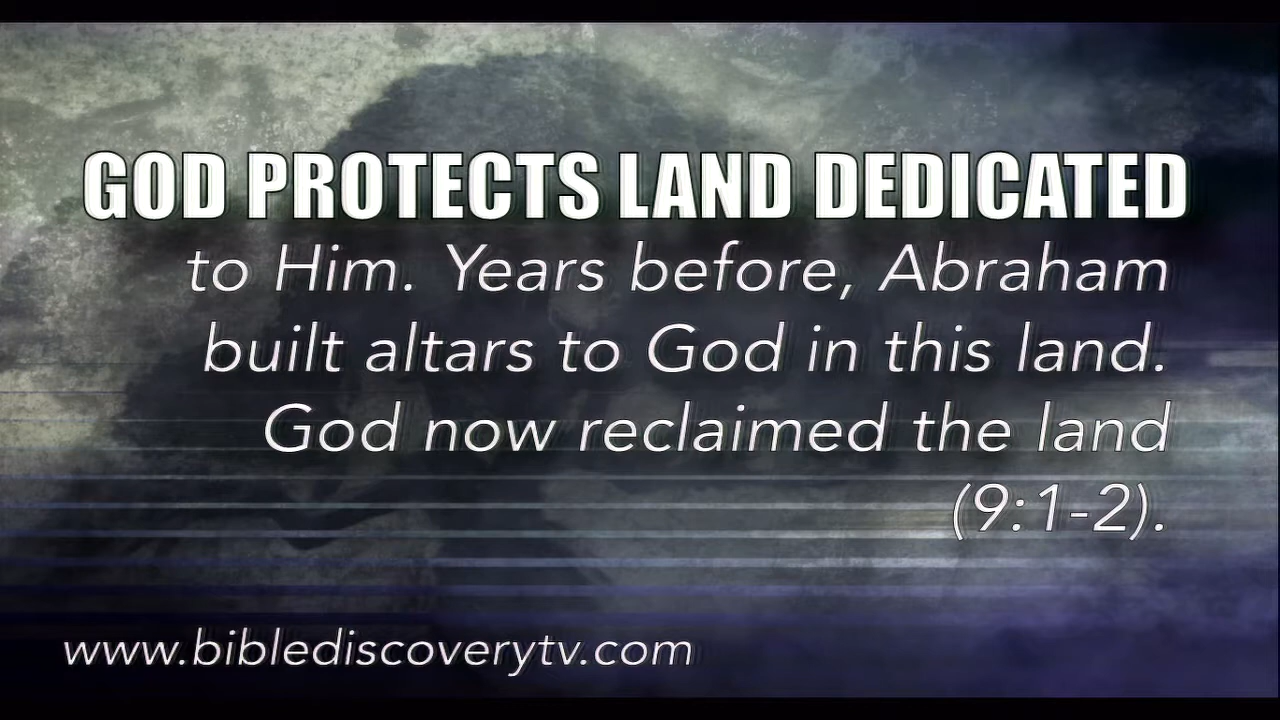 GOD PROTECTS LAND DEDICATED
to Him. Years before, Abraham
built altars to God in this land.
God now reclaimed the land
(9:1-2).
www.biblediscoverytv.com